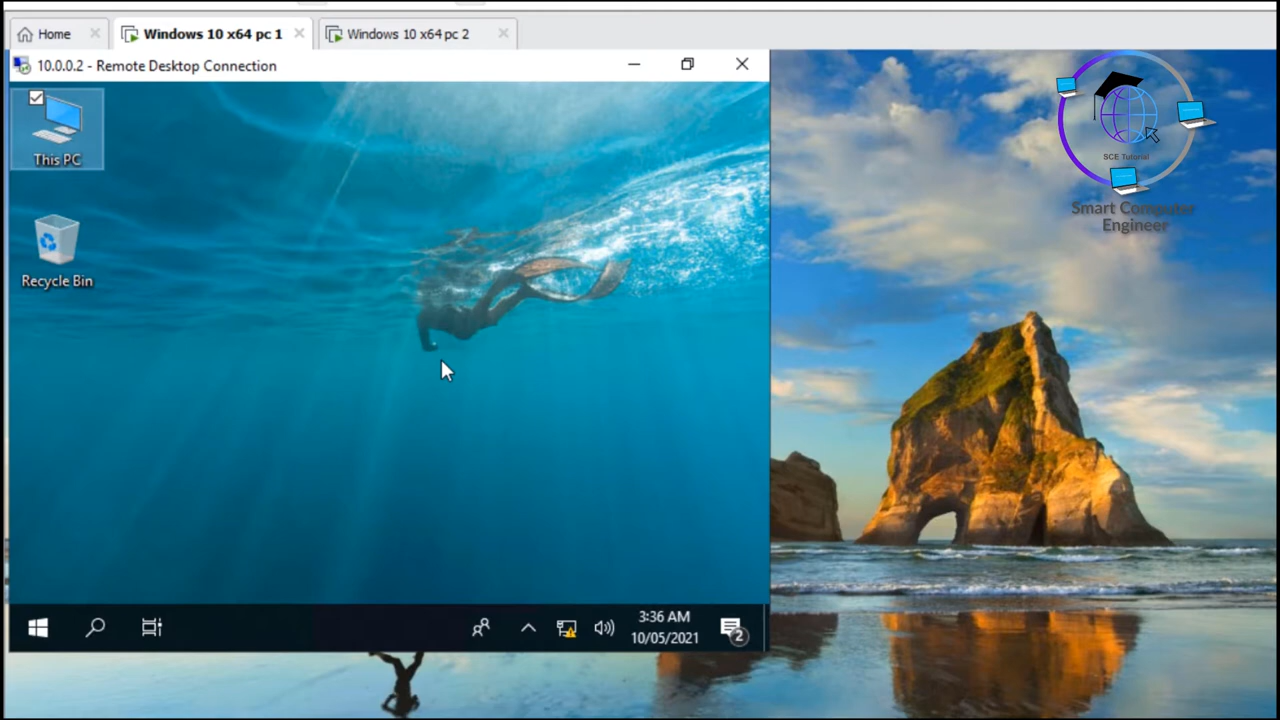 Home
Windows 10 x64 pc 1
Windows 10 x64 pc 2
10.0.0.2 - Remote Desktop Connection
This PC
Recycle Bin
SCE Tutorial
Smart Computer
Engineer
3:36 AM
10/05/2021
2